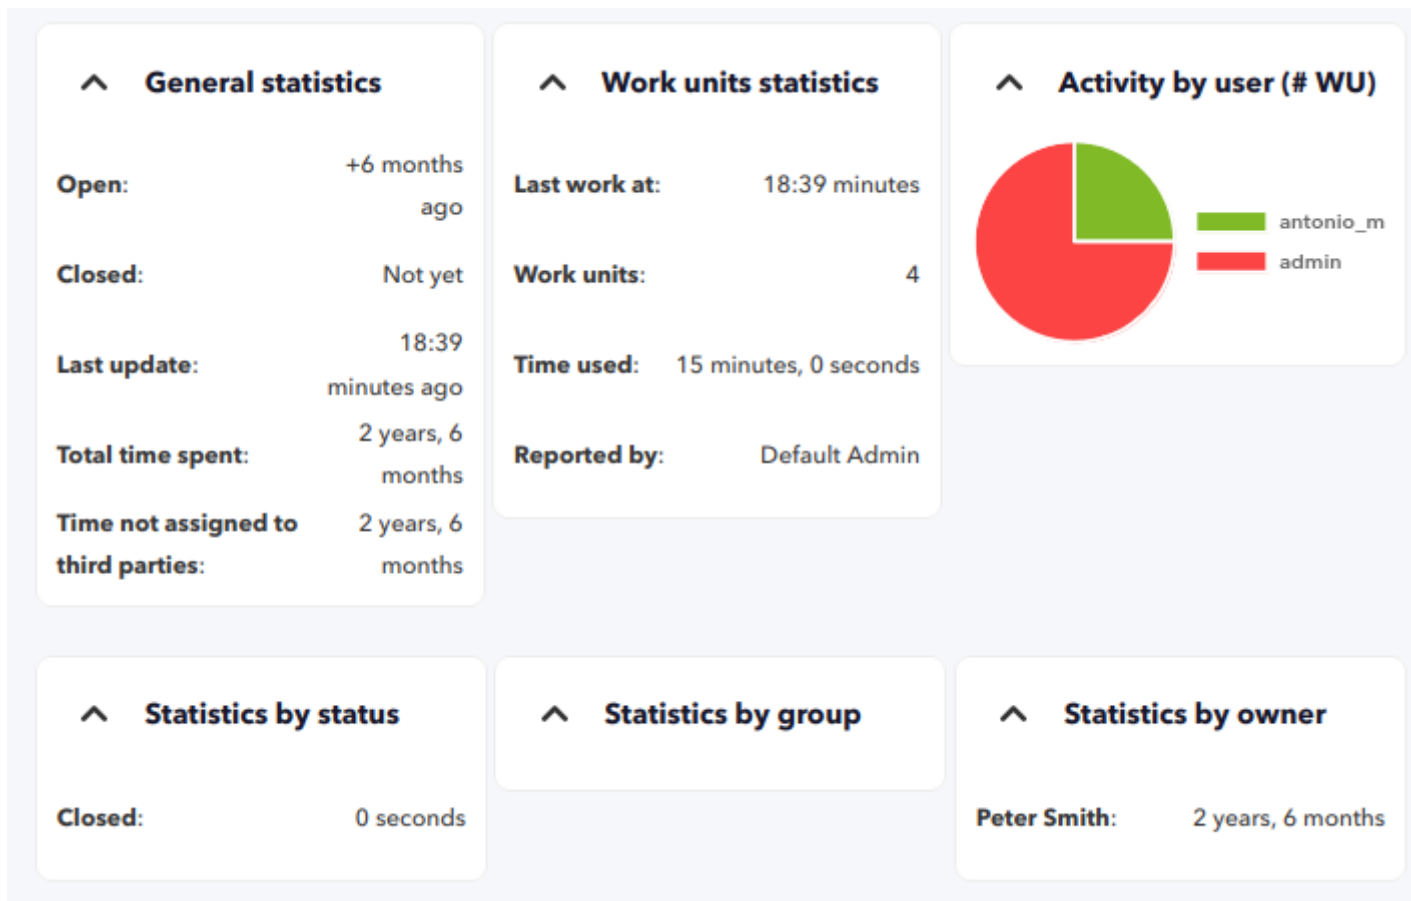 General statistics
Open: +6 months
ago
Closed: Not yet
Last update: 18:39
minutes ago
Total time spent: 2 years, 6
months
Time not assigned to 2 years, 6
third parties: months
Work units statistics
Last work at: 18:39 minutes
Work units: 4
Time used: 15 minutes, 0 seconds
Reported by: Default Admin
Activity by user (# WU)
antonio_m
admin
Statistics by status
Closed: 0 seconds
Statistics by group
Statistics by owner
Peter Smith: 2 years, 6 months